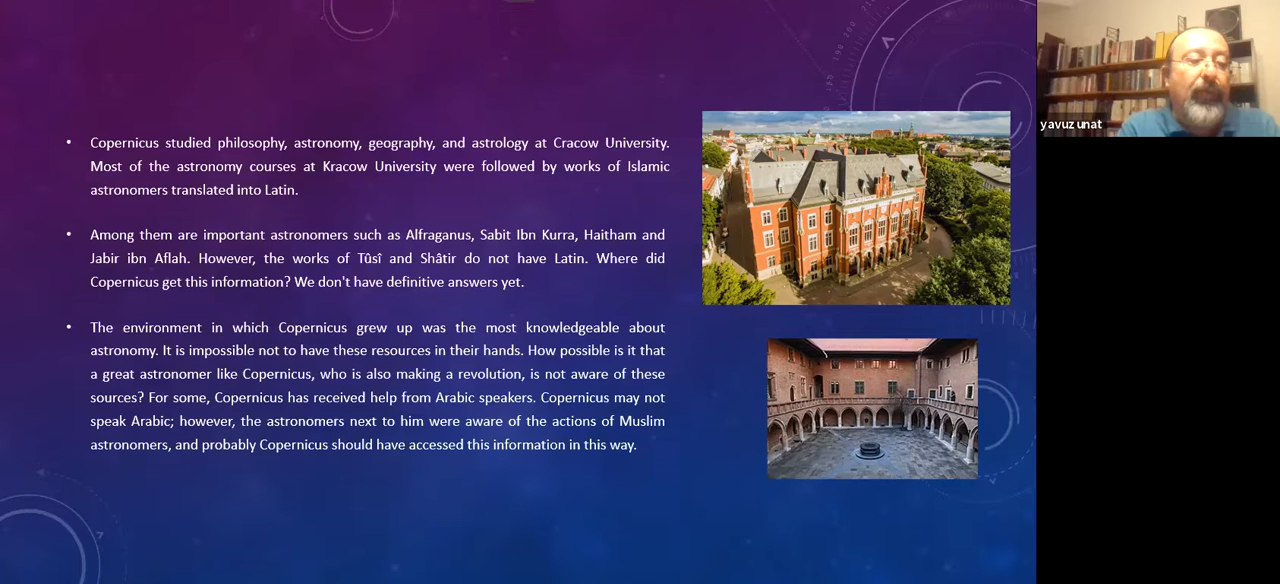 • Copernicus studied philosophy, astronomy, geography, and astrology at Cracow University.
Most of the astronomy courses at Kracow University were followed by works of Islamic
astronomers translated into Latin.
• Among them are important astronomers such as Alfraganus, Sabit Ibn Kurra, Haitham and
Jabir ibn Aflah. However, the works of Tûsî and Shâtir do not have Latin. Where did
Copernicus get this information? We don't have definitive answers yet.
• The environment in which Copernicus grew up was the most knowledgeable about
astronomy. It is impossible not to have these resources in their hands. How possible is it that
a great astronomer like Copernicus, who is also making a revolution, is not aware of these
sources? For some, Copernicus has received help from Arabic speakers. Copernicus may not
speak Arabic; however, the astronomers next to him were aware of the actions of Muslim
astronomers, and probably Copernicus should have accessed this information in this way.
yavuz unat